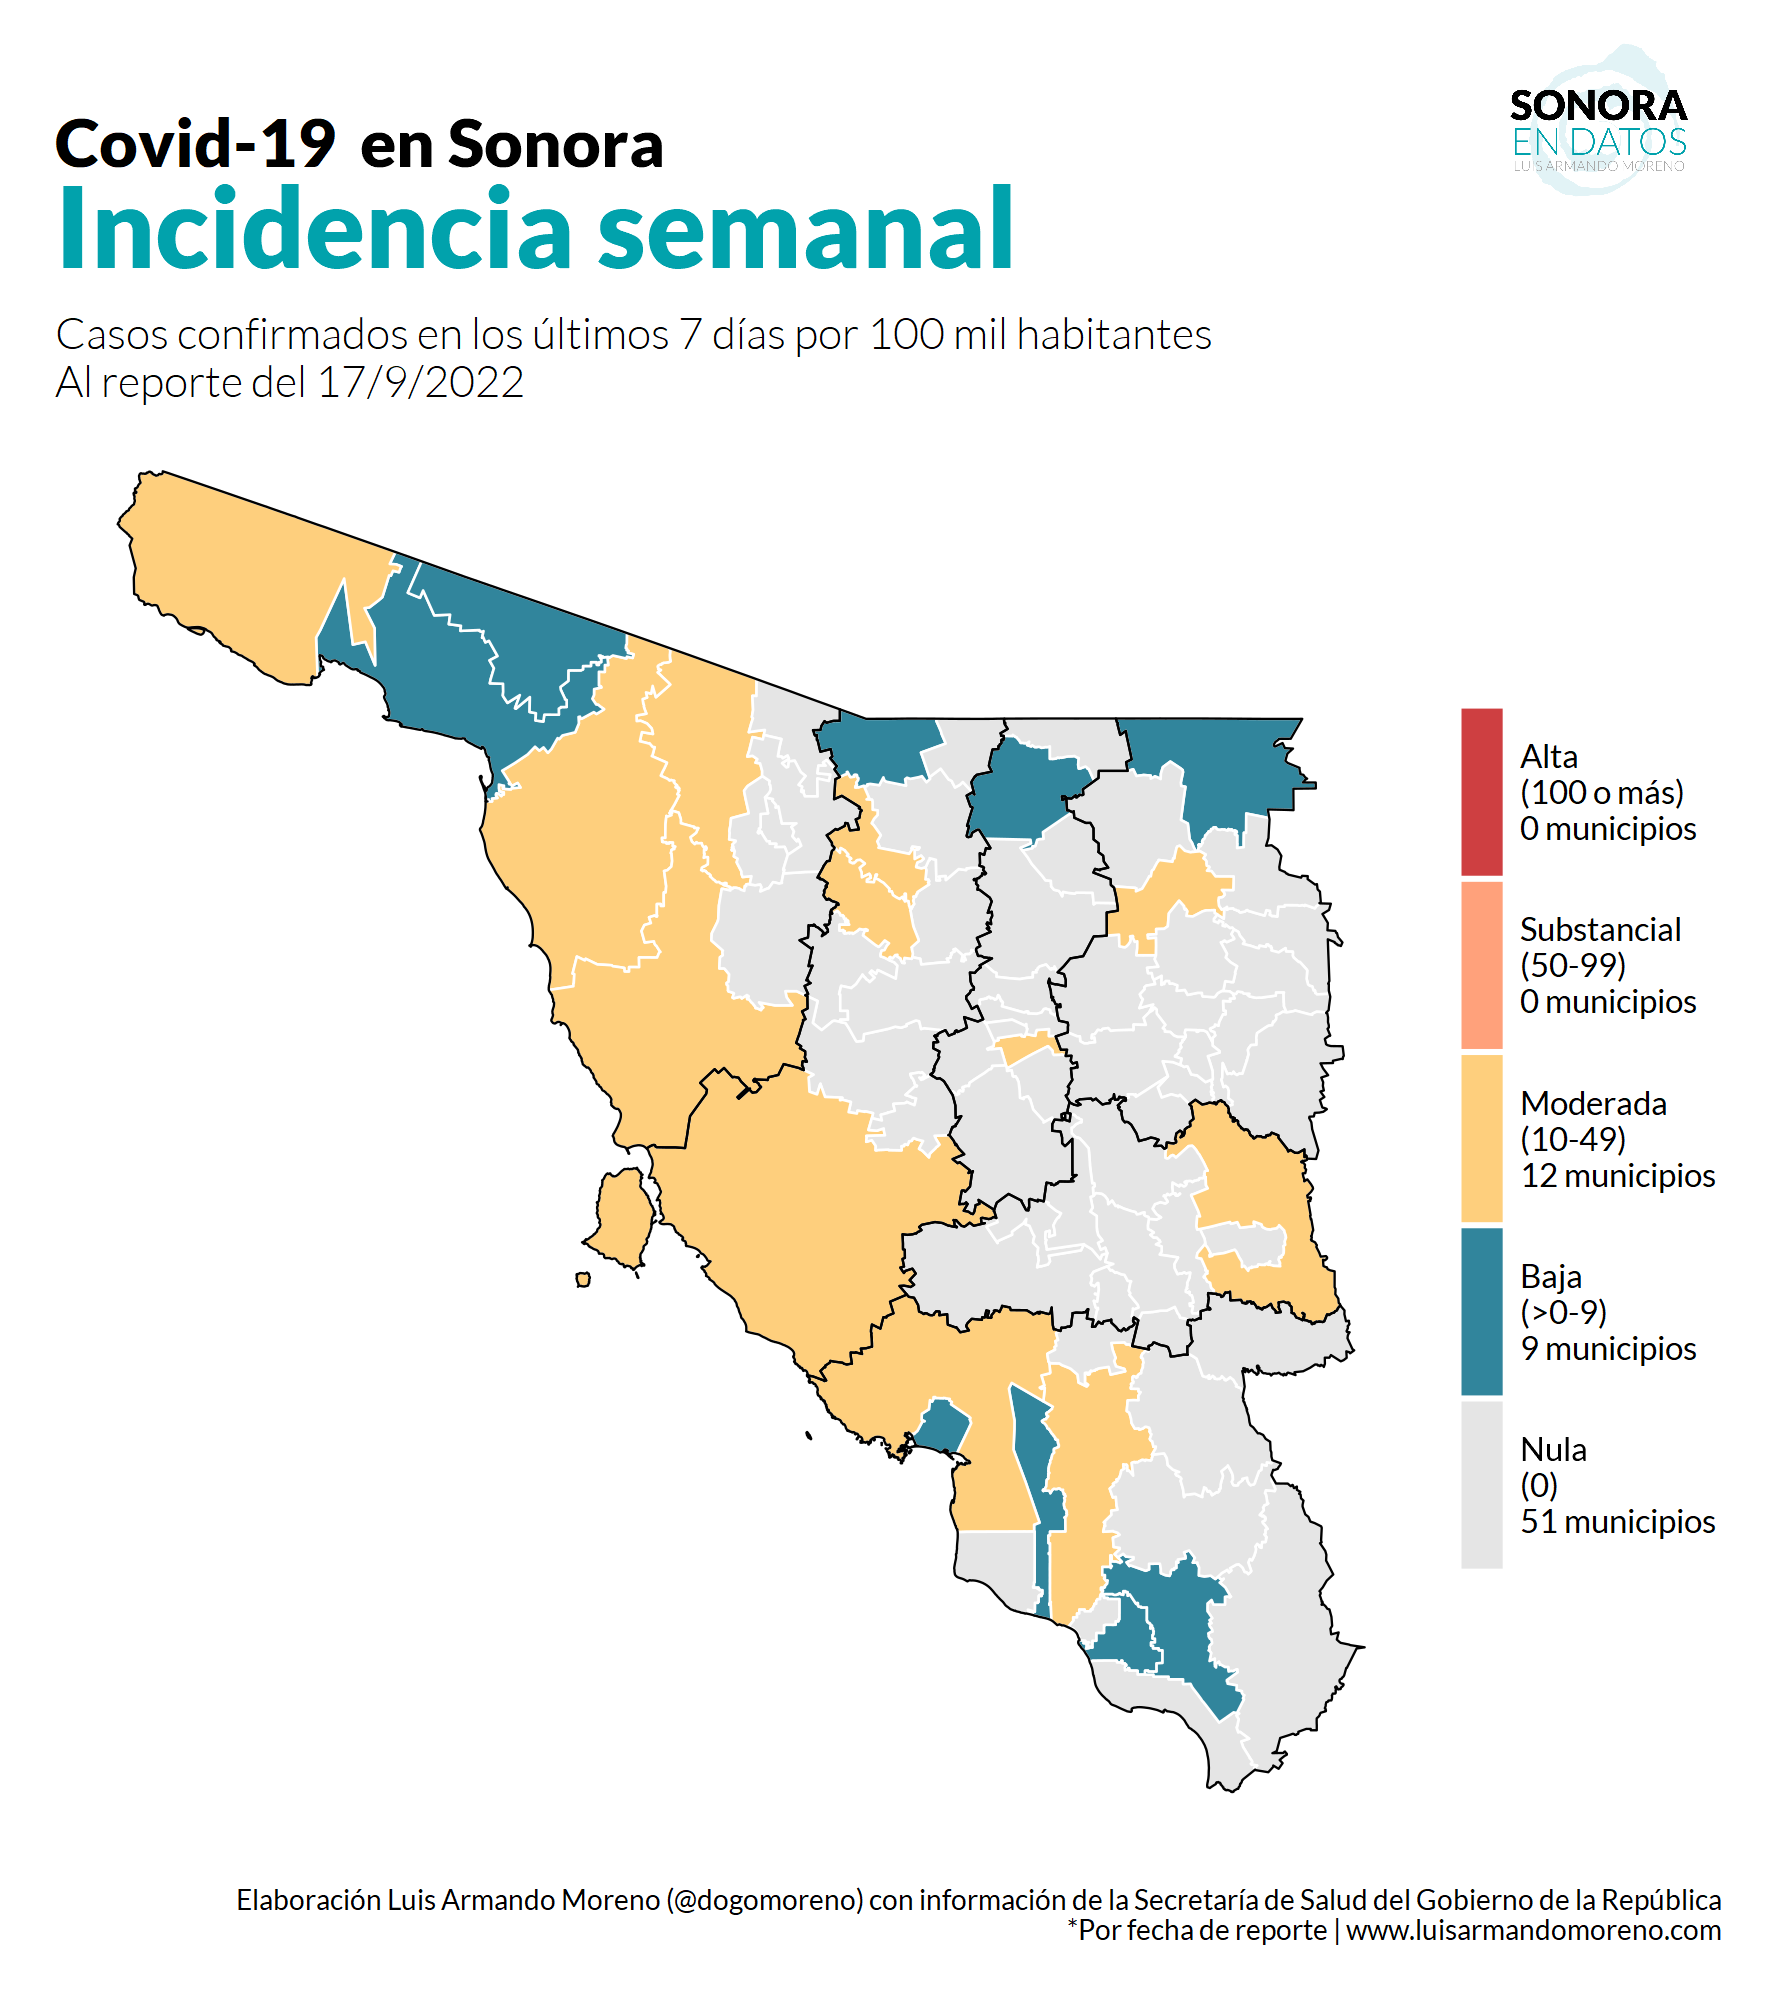 SONORA
EN DATOS
LUIS ARMANDO MORENO
Covid-19 en Sonora
Incidencia semanal
Casos confirmados en los últimos 7 días por 100 mil habitantes
Al reporte del 17/9/2022
Alta
(100 o más)
0 municipios
Substancial
(50-99)
0 municipios
Moderada
(10-49)
12 municipios
Baja
(>0-9)
9 municipios
Nula
(0)
51 municipios
Elaboración Luis Armando Moreno (@dogomoreno) con información de la Secretaría de Salud del Gobierno de la República
*Por fecha de reporte | www.luisarmandomoreno.com